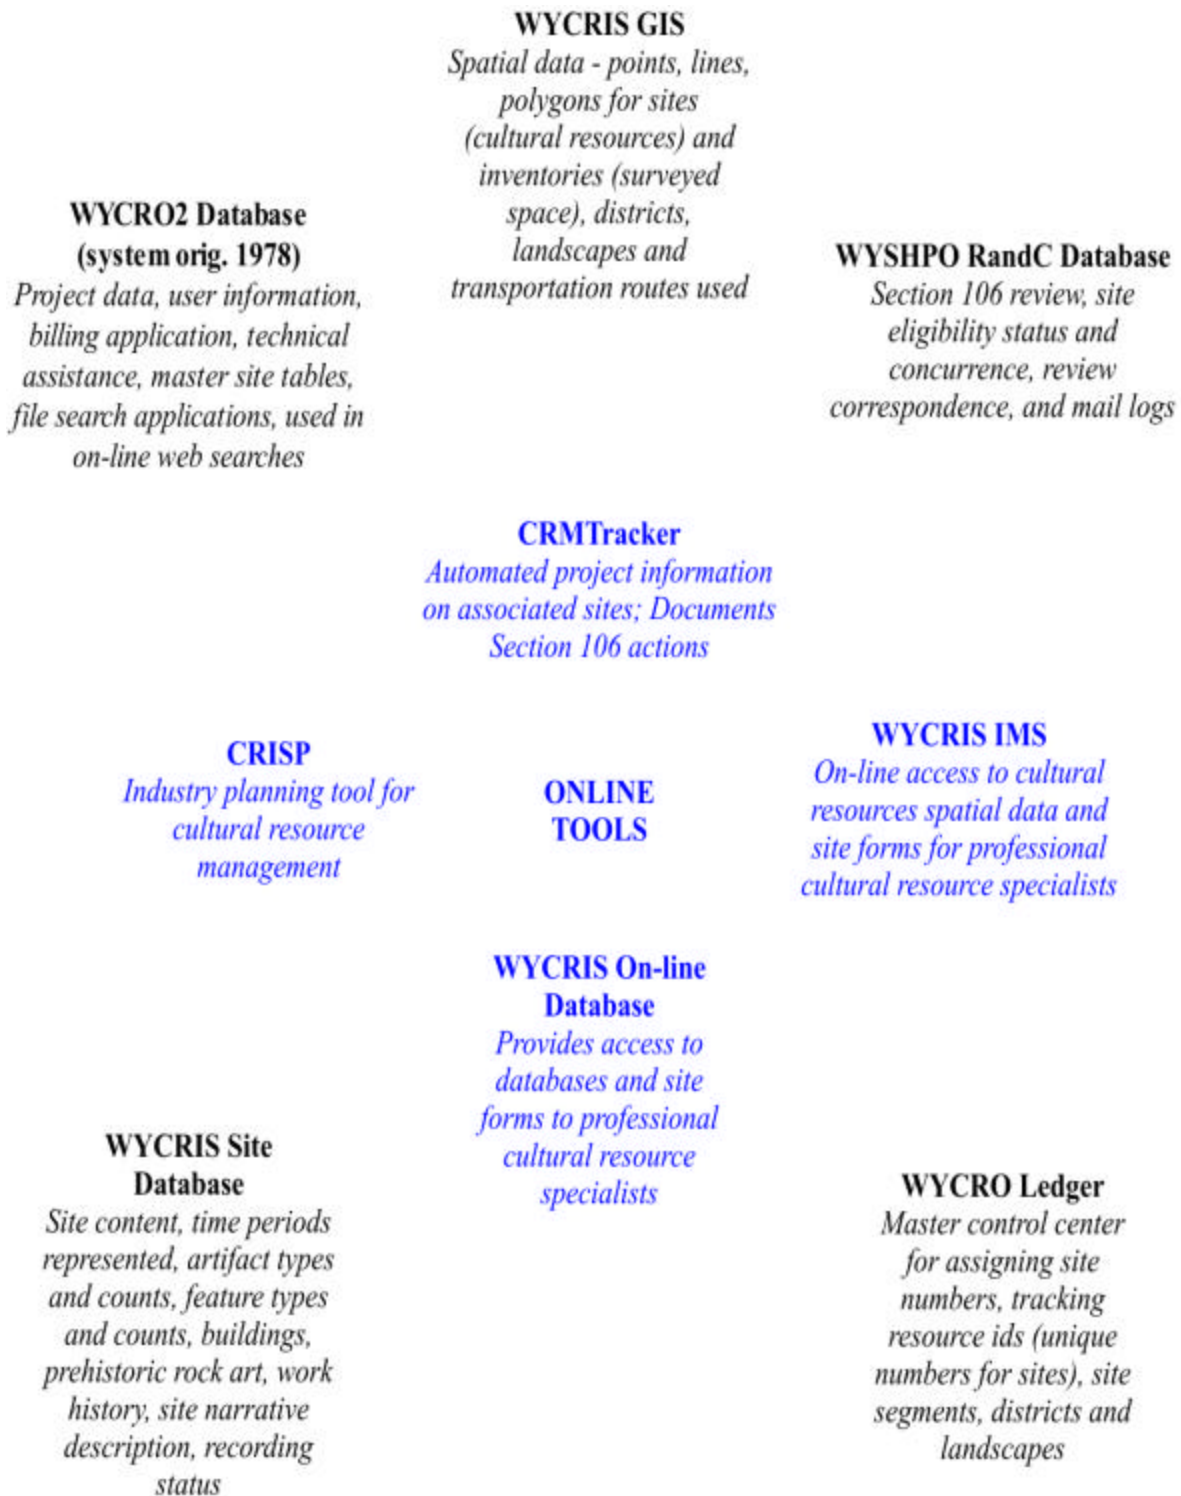 WYCRIS GIS
Spatial data - points, lines,
polygons for sites
(cultural resources) and
inventories (surveyed
space), districts,
landscapes and
transportation routes used
WYCRO2 Database
(system orig. 1978)
Project data, user information,
billing application, technical
assistance, master site tables,
file search applications, used in
on-line web searches
WYSHPO RandC Database
Section 106 review, site
eligibility status and
concurrence, review
correspondence, and mail logs
CRMTracker
Automated project information
on associated sites; Documents
Section 106 actions
CRISP
Industry planning tool for
cultural resource
management
ONLINE
TOOLS
WYCRIS IMS
On-line access to cultural
resources spatial data and
site forms for professional
cultural resource specialists
WYCRIS On-line
Database
Provides access to
databases and site
forms to professional
cultural resource
specialists
WYCRIS Site
Database
Site content, time periods
represented, artifact types
and counts, feature types
and counts, buildings,
prehistoric rock art, work
history, site narrative
description, recording
status
WYCRO Ledger
Master control center
for assigning site
numbers, tracking
resource ids (unique
numbers for sites), site
segments, districts and
landscapes